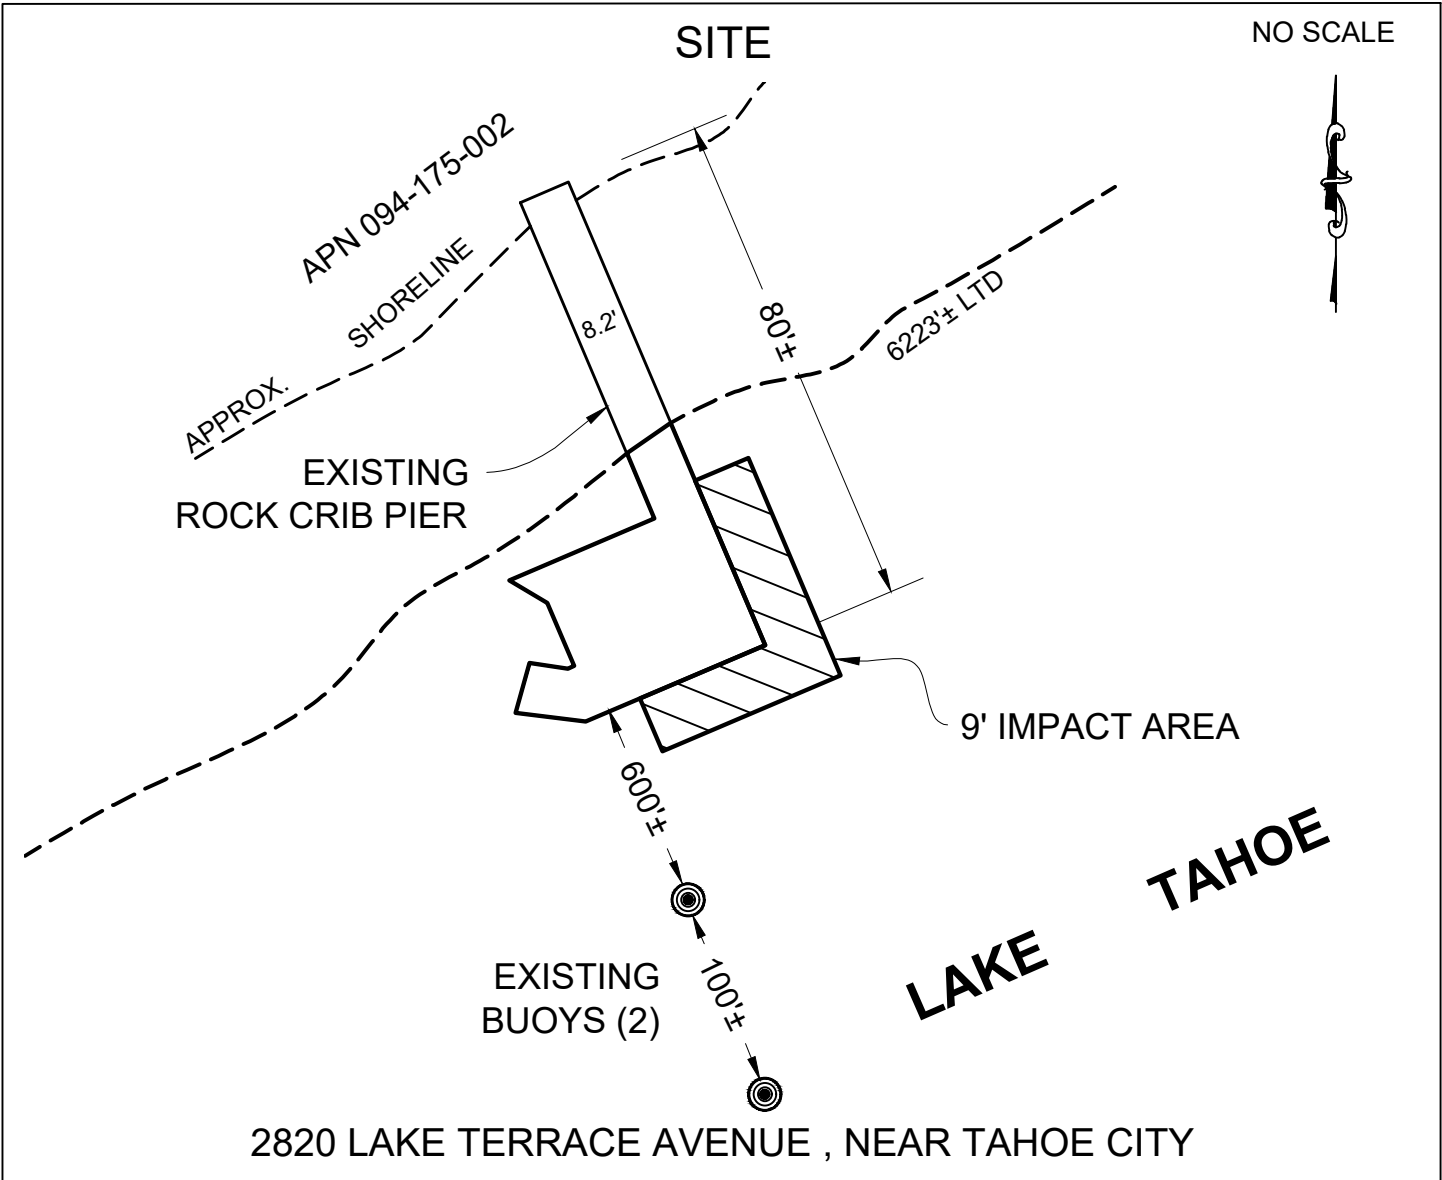 SITE
NO SCALE
APN 094-175-002
APPROX. SHORELINE
8.2'
80'±
6223'± LTD
EXISTING
ROCK CRIB PIER
9' IMPACT AREA
600'±
LAKE TAHOE
EXISTING
BUOYS (2)
100'±
2820 LAKE TERRACE AVENUE , NEAR TAHOE CITY